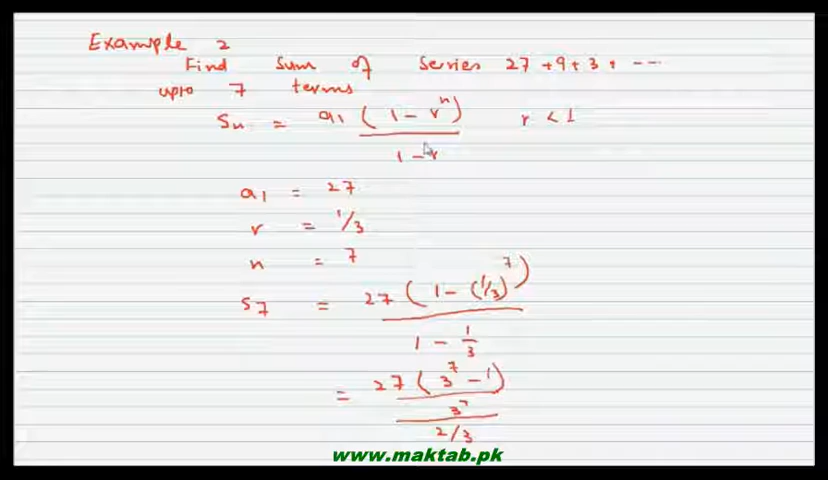 Example 2
Find Sum of Series 27 + 9 + 3 + ---
upto 7 terms
Sn = a1 (1 - r^n) / 1 - r    r < 1
a1 = 27
r = 1/3
n = 7
S7 = 27 (1 - (1/3)^7) / 1 - 1/3
= 27 (3^7 - 1) / 3^7 / 2/3
www.maktab.pk